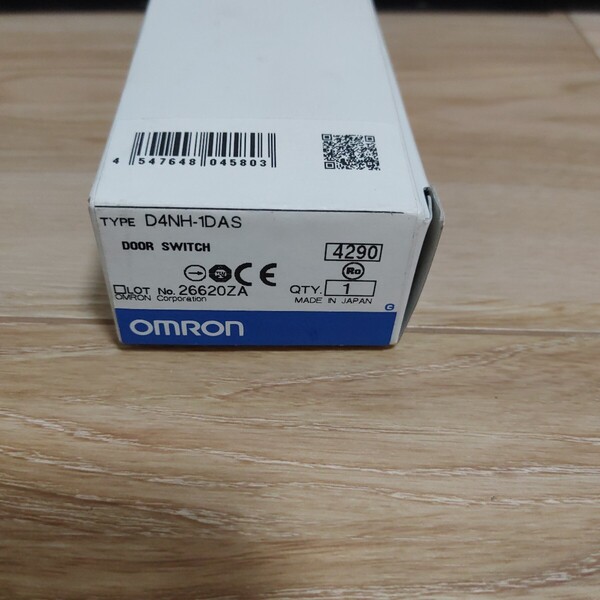 4 547648 045803
TYPE D4NH-1DAS
DOOR SWITCH
4290
LOT No. 26620ZA QTY. 1
OMRON Corporation MADE IN JAPAN
OMRON